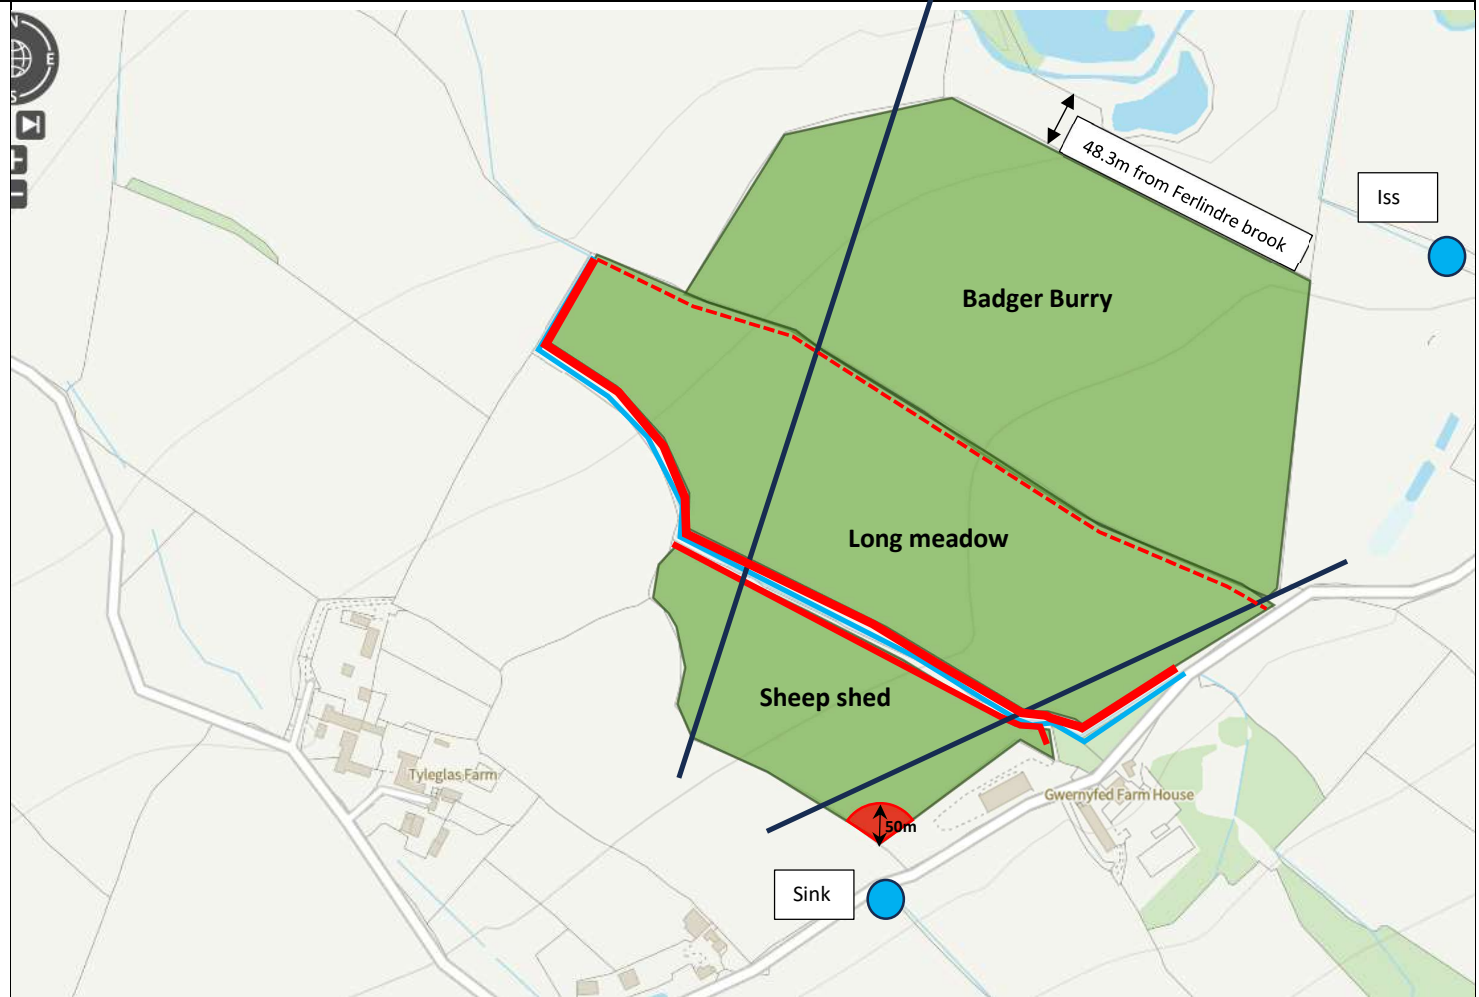 N
E
S
48.3m from Ferlindre brook
Iss
Badger Burry
Long meadow
Sheep shed
Tyleglas Farm
Gwernyfed Farm House
50m
Sink